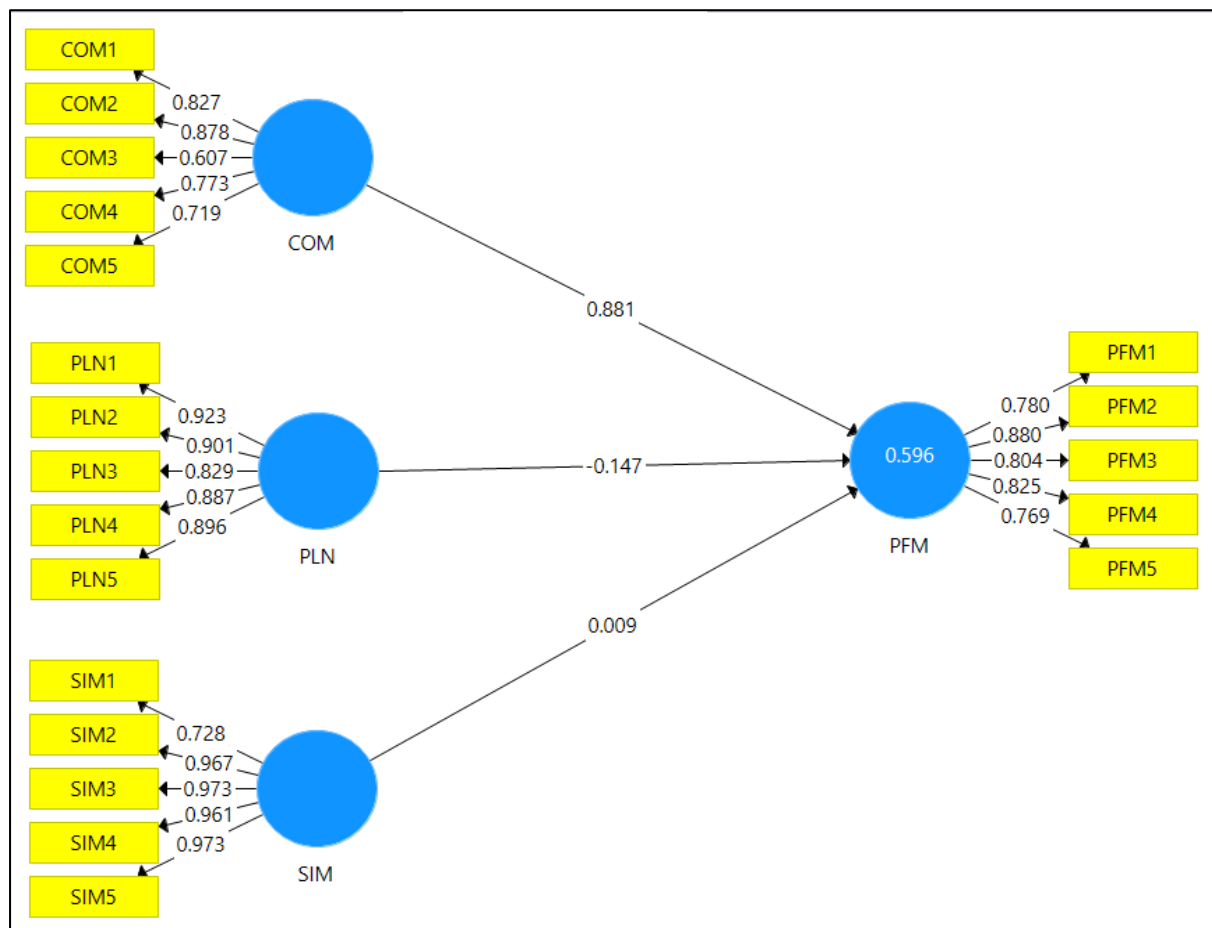 COM1
COM2
COM3
COM4
COM5
0.827
0.878
0.607
0.773
0.719
COM
PLN1
PLN2
PLN3
PLN4
PLN5
0.923
0.901
0.829
0.887
0.896
PLN
SIM1
SIM2
SIM3
SIM4
SIM5
0.728
0.967
0.973
0.961
0.973
SIM
0.881
-0.147
0.009
0.596
PFM
0.780
0.880
0.804
0.825
0.769
PFM1
PFM2
PFM3
PFM4
PFM5